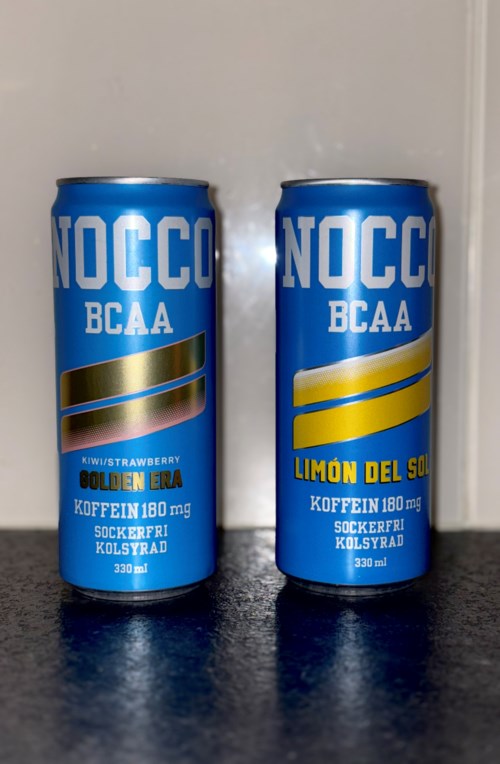 NOCCO
BCAA
KIWI/STRAWBERRY
GOLDEN ERA
KOFFEIN 180 mg
SOCKERFRI
KOLSYRAD
330 ml
NOCCO
BCAA
LIMÓN DEL SOL
KOFFEIN 180 mg
SOCKERFRI
KOLSYRAD
330 ml